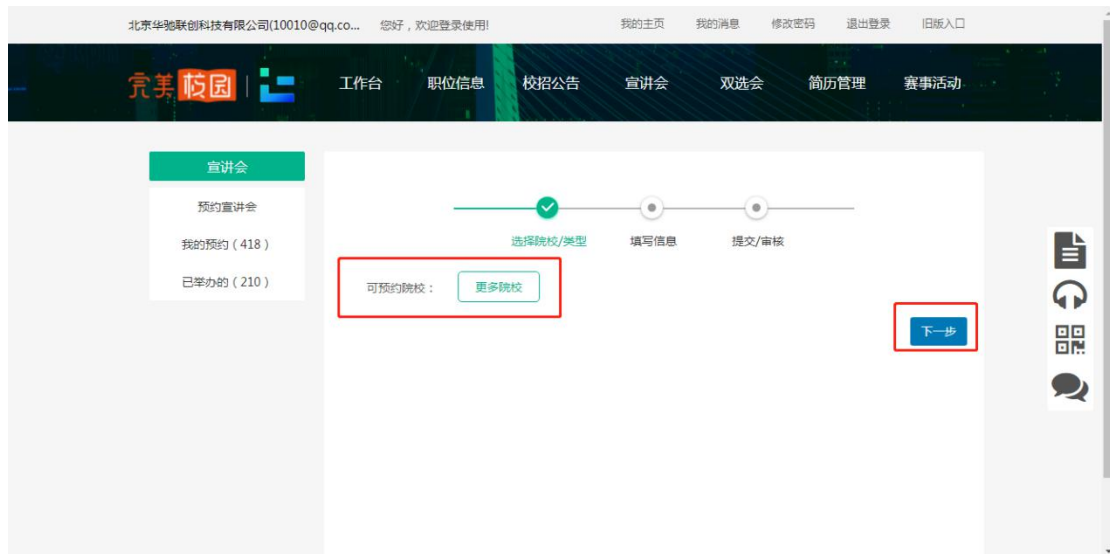 北京华驰联创科技有限公司(10010@qq.co... 您好，欢迎登录使用! 我的主页 我的消息 修改密码 退出登录 旧版入口
完美校园 工作台 职位信息 校招公告 宣讲会 双选会 简历管理 赛事活动
宣讲会
预约宣讲会
我的预约（418）
已举办的（210）
选择院校/类型 填写信息 提交/审核
可预约院校： 更多院校
下一步